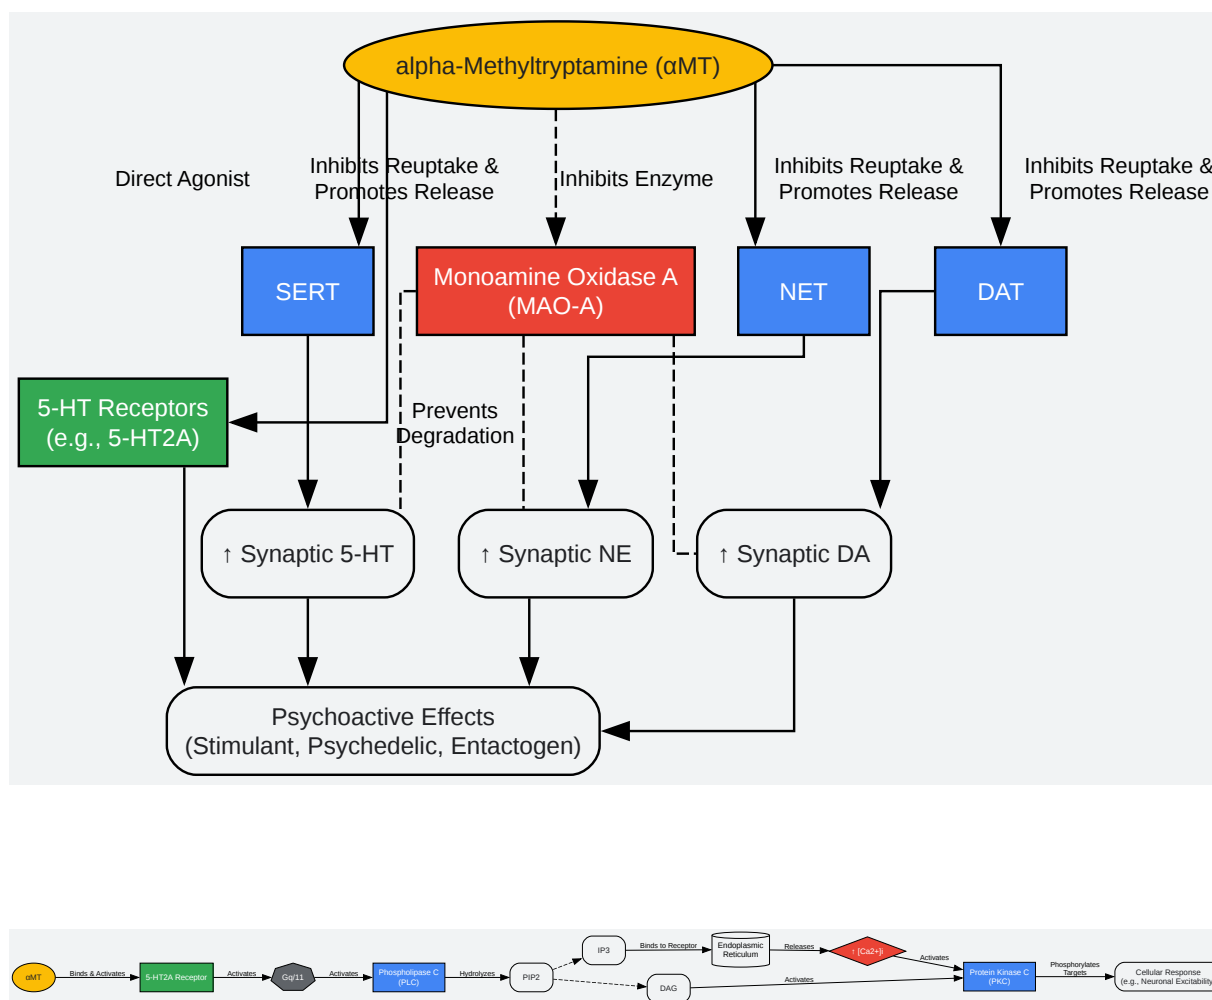 alpha-Methyltryptamine (αMT)
Direct Agonist
Inhibits Reuptake &
Promotes Release
Inhibits Enzyme
Inhibits Reuptake &
Promotes Release
Inhibits Reuptake &
Promotes Release
SERT
Monoamine Oxidase A
(MAO-A)
NET
DAT
5-HT Receptors
(e.g., 5-HT2A)
Prevents
Degradation
↑ Synaptic 5-HT
↑ Synaptic NE
↑ Synaptic DA
Psychoactive Effects
(Stimulant, Psychedelic, Entactogen)
αMT
Binds & Activates
5-HT2A Receptor
Activates
Gq/11
Activates
Phospholipase C
(PLC)
Hydrolyzes
PIP2
IP3
Binds to Receptor
Endoplasmic
Reticulum
Releases
↑ [Ca2+]i
Activates
DAG
Activates
Protein Kinase C
(PKC)
Phosphorylates
Targets
Cellular Response
(e.g., Neuronal Excitability